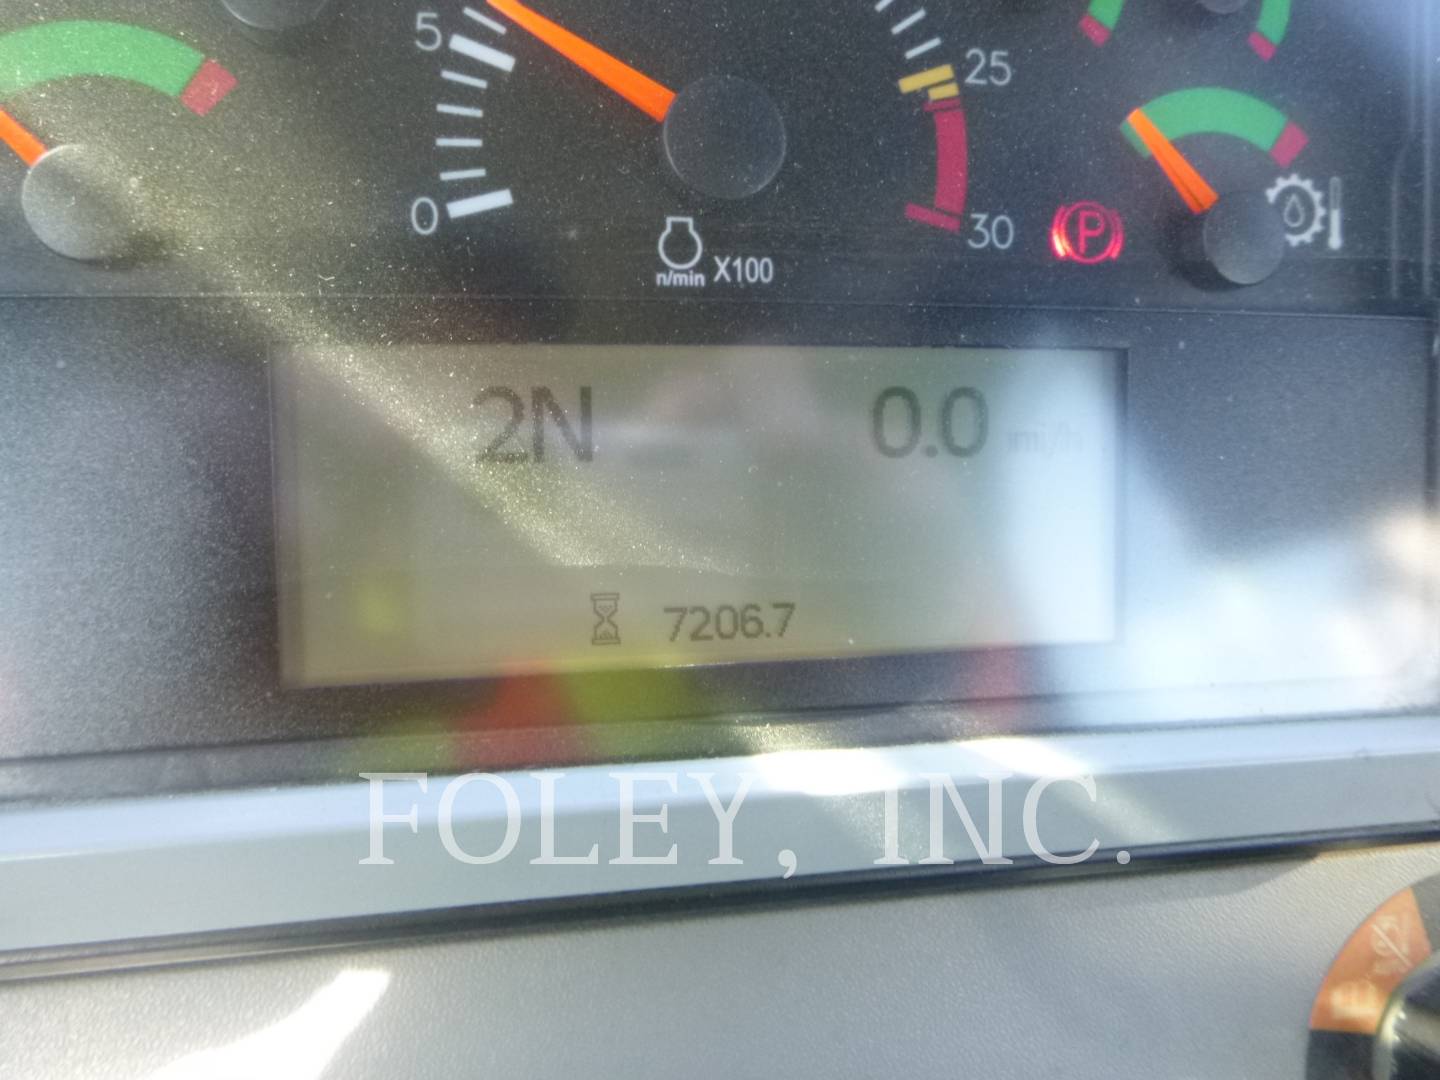 5
25
0
30
n/min X100
P
2N 0.0 mi/h
7206.7
FOLEY, INC.